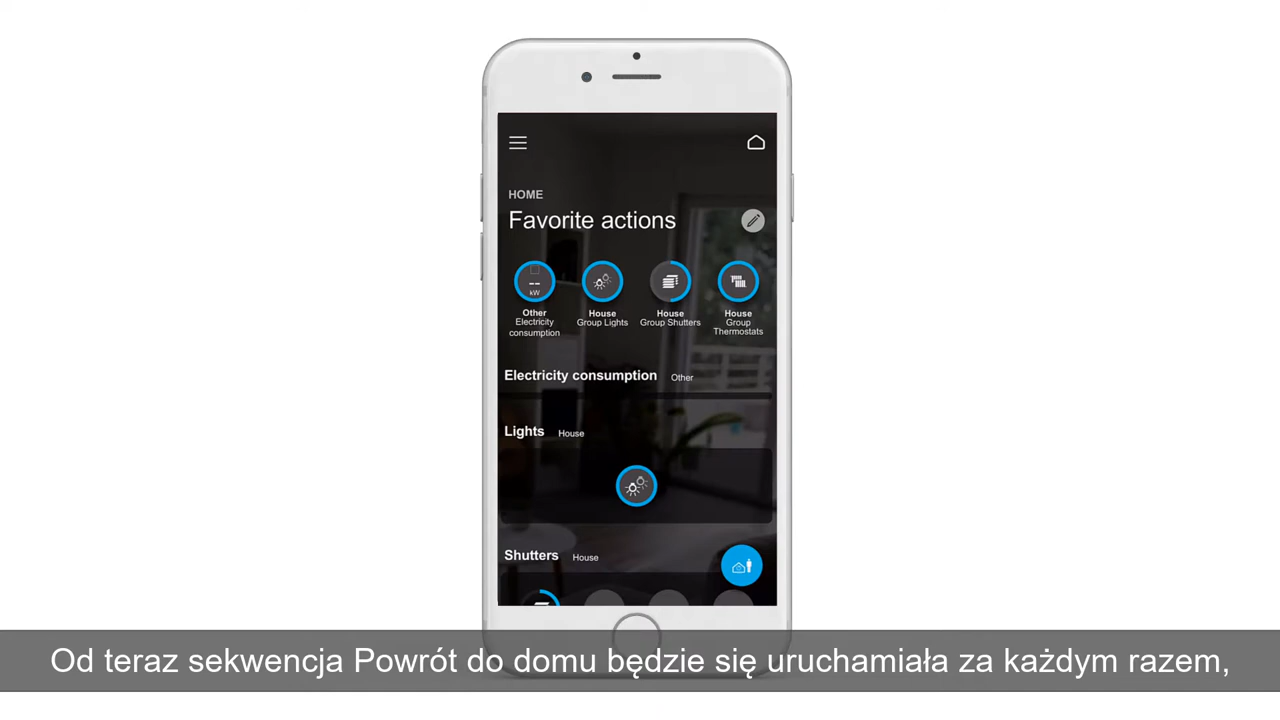 HOME
Favorite actions
--
kW
Other
Electricity
consumption
House
Group Lights
House
Group Shutters
House
Group
Thermostats
Electricity consumption Other
Lights House
Shutters House
Od teraz sekwencja Powrót do domu będzie się uruchamiała za każdym razem,